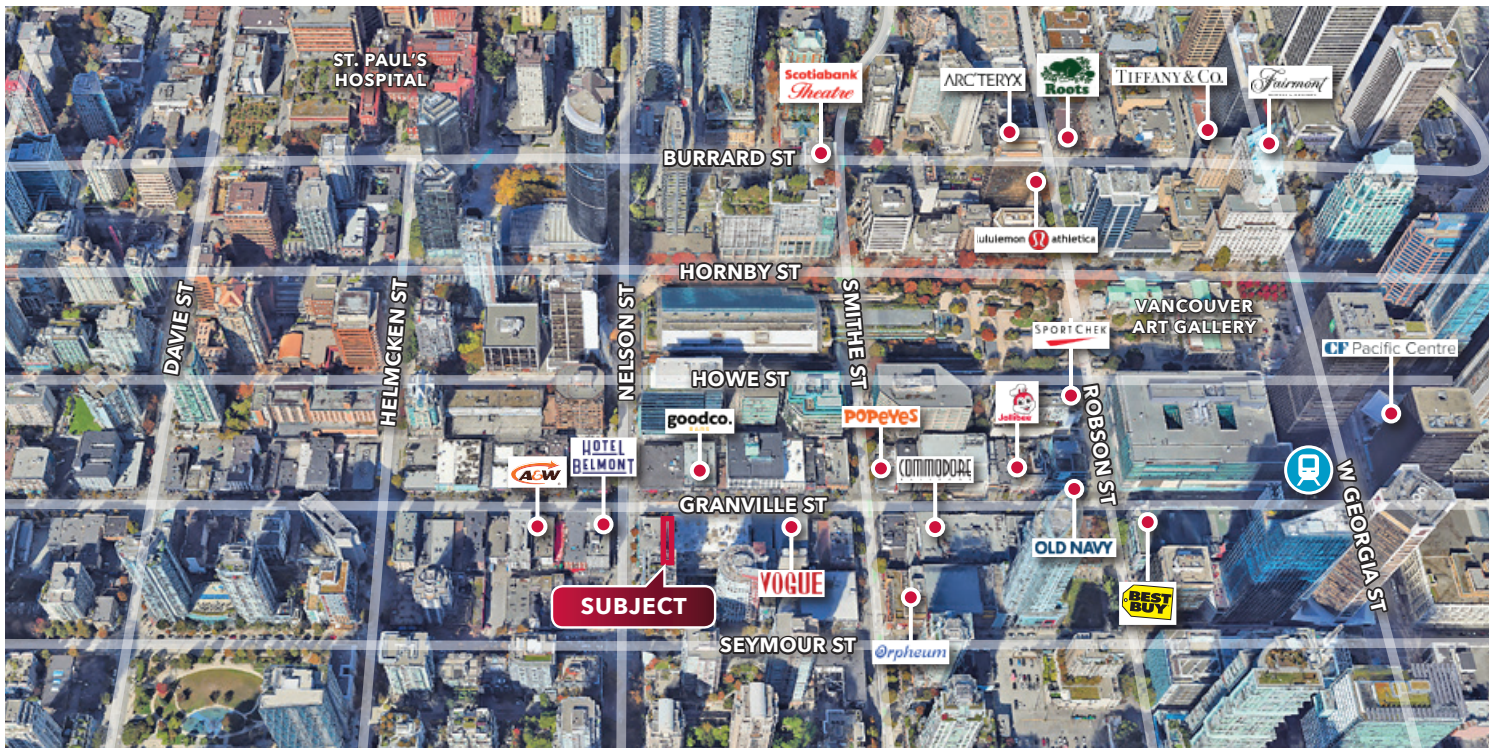 ST. PAUL'S
HOSPITAL
Scotiabank
Theatre
ARC'TERYX
Roots
TIFFANY & CO.
Fairmont
BURRARD ST
lululemon athletica
HORNBY ST
DAVIE ST
HELMCKEN ST
NELSON ST
SMITHE ST
VANCOUVER
ART GALLERY
SPORTCHEK
CF Pacific Centre
HOWE ST
ROBSON ST
goodco.
POPEYES
Jollibee
HOTEL
BELMONT
A&W
COMMODORE
GRANVILLE ST
W GEORGIA ST
OLD NAVY
VOGUE
SUBJECT
BEST
BUY
SEYMOUR ST
Orpheum